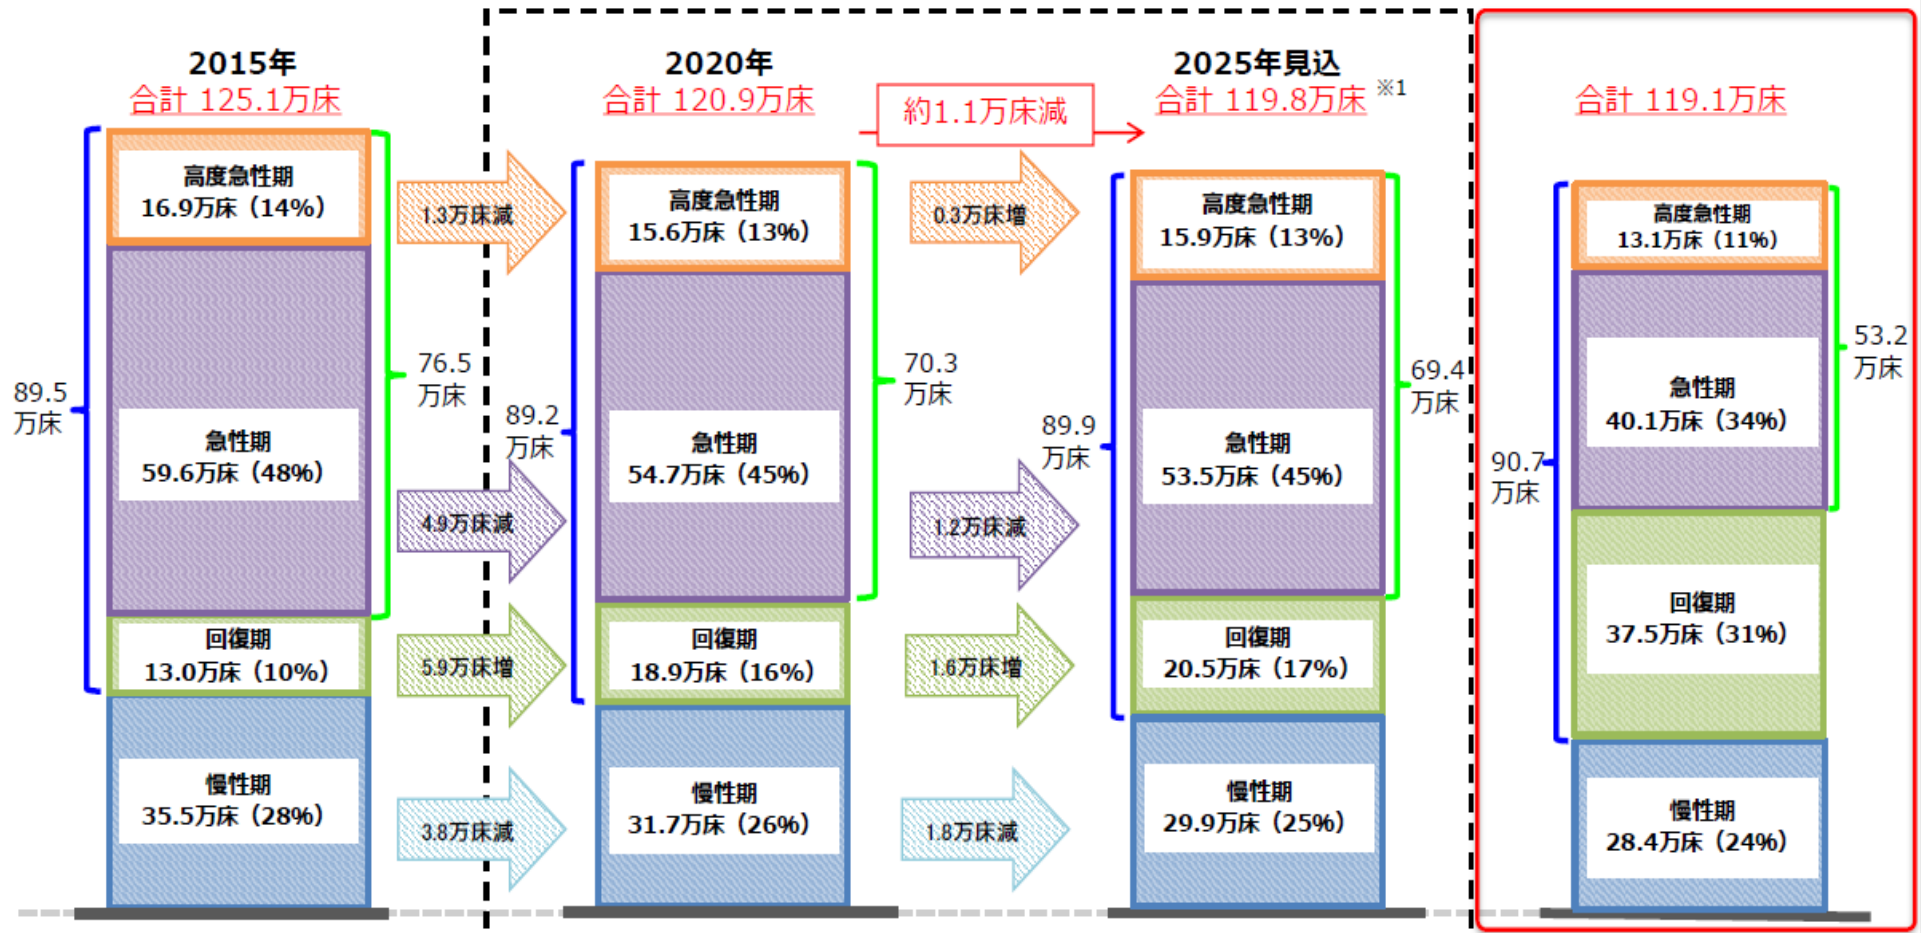 2015年
合計 125.1万床
高度急性期
16.9万床（14%）
急性期
59.6万床（48%）
回復期
13.0万床（10%）
慢性期
35.5万床（28%）
89.5
万床
76.5
万床
1.3万床減
4.9万床減
5.9万床増
3.8万床減
2020年
合計 120.9万床
高度急性期
15.6万床（13%）
急性期
54.7万床（45%）
回復期
18.9万床（16%）
慢性期
31.7万床（26%）
89.2
万床
70.3
万床
約1.1万床減
0.3万床増
1.2万床減
1.6万床増
1.8万床減
2025年見込
合計 119.8万床 ※1
高度急性期
15.9万床（13%）
急性期
53.5万床（45%）
回復期
20.5万床（17%）
慢性期
29.9万床（25%）
89.9
万床
69.4
万床
合計 119.1万床
高度急性期
13.1万床（11%）
急性期
40.1万床（34%）
回復期
37.5万床（31%）
慢性期
28.4万床（24%）
90.7
万床
53.2
万床